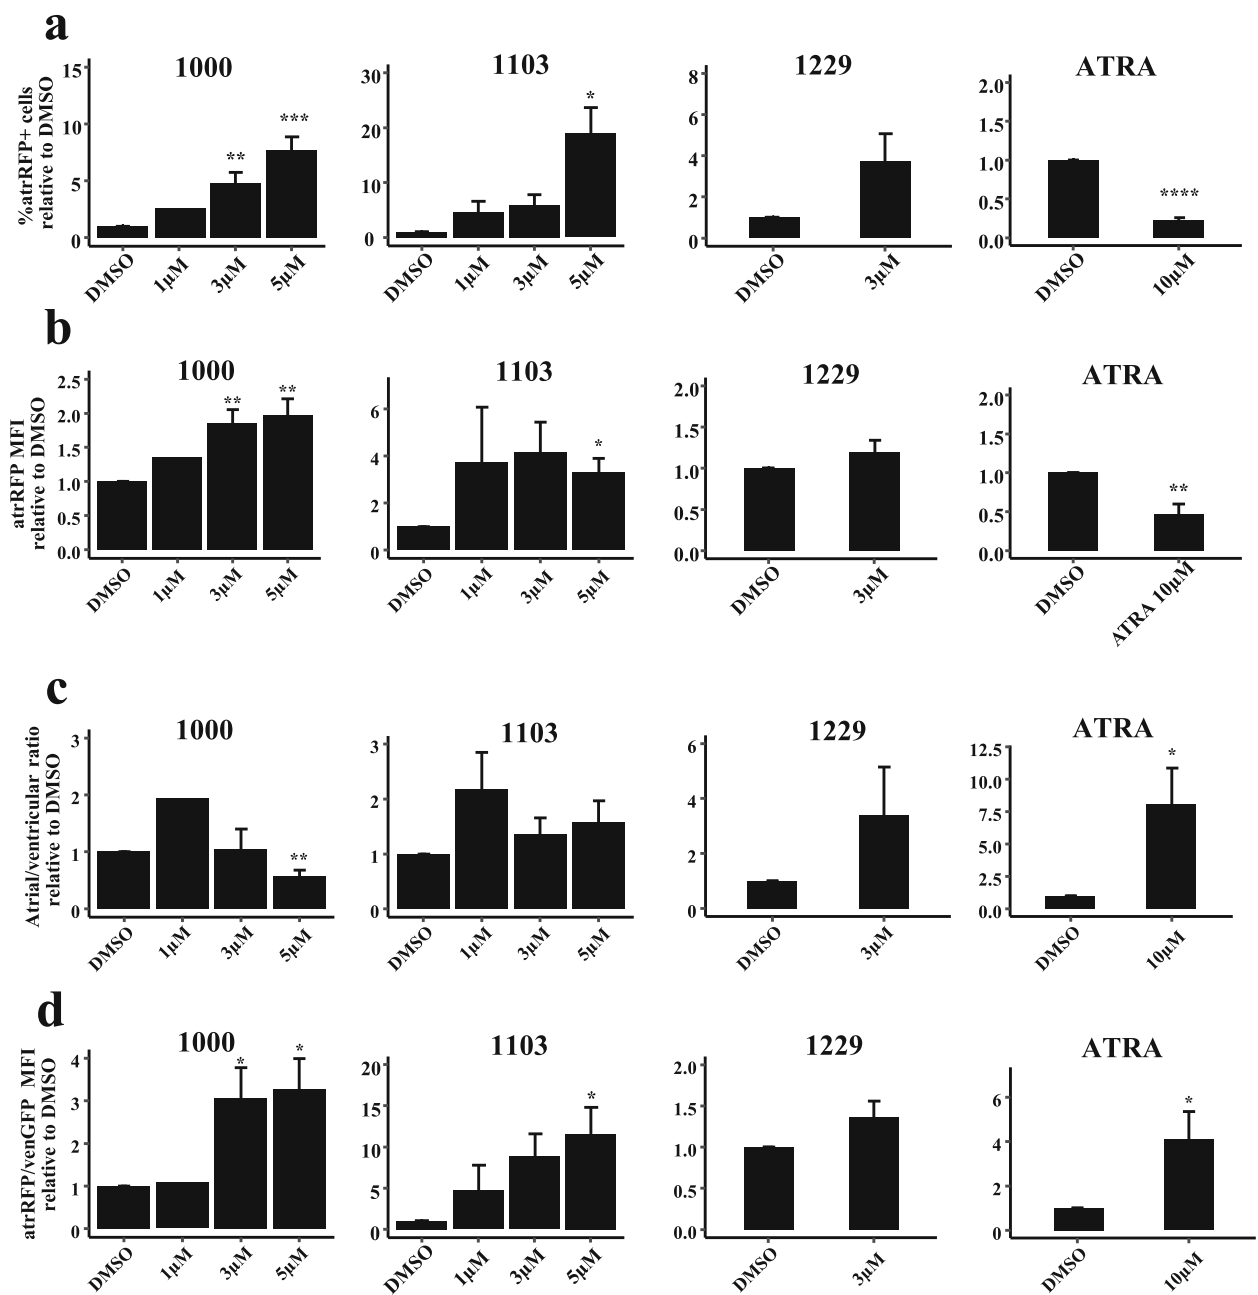 a
1000
1103
1229
ATRA
%atrRFP+ cells
relative to DMSO
15
10
5
0
**
***
DMSO
1µM
3µM
5µM
30
20
10
0
*
DMSO
1µM
3µM
5µM
8
6
4
2
0
DMSO
3µM
2.0
1.5
1.0
0.5
0.0
****
DMSO
10µM
b
1000
1103
1229
ATRA
atrRFP MFI
relative to DMSO
2.5
2.0
1.5
1.0
0.5
0.0
**
**
DMSO
1µM
3µM
5µM
6
4
2
0
*
DMSO
1µM
3µM
5µM
2.0
1.5
1.0
0.5
0.0
DMSO
3µM
2.0
1.5
1.0
0.5
0.0
**
DMSO
ATRA 10µM
c
1000
1103
1229
ATRA
Atrial/ventricular ratio
relative to DMSO
3
2
1
0
**
DMSO
1µM
3µM
5µM
3
2
1
0
DMSO
1µM
3µM
5µM
6
4
2
0
DMSO
3µM
12.5
10.0
7.5
5.0
2.5
0.0
*
DMSO
10µM
d
1000
1103
1229
ATRA
atrRFP/venGFP MFI
relative to DMSO
4
3
2
1
0
*
*
DMSO
1µM
3µM
5µM
20
15
10
5
0
*
DMSO
1µM
3µM
5µM
2.0
1.5
1.0
0.5
0.0
DMSO
3µM
6
4
2
0
*
DMSO
10µM